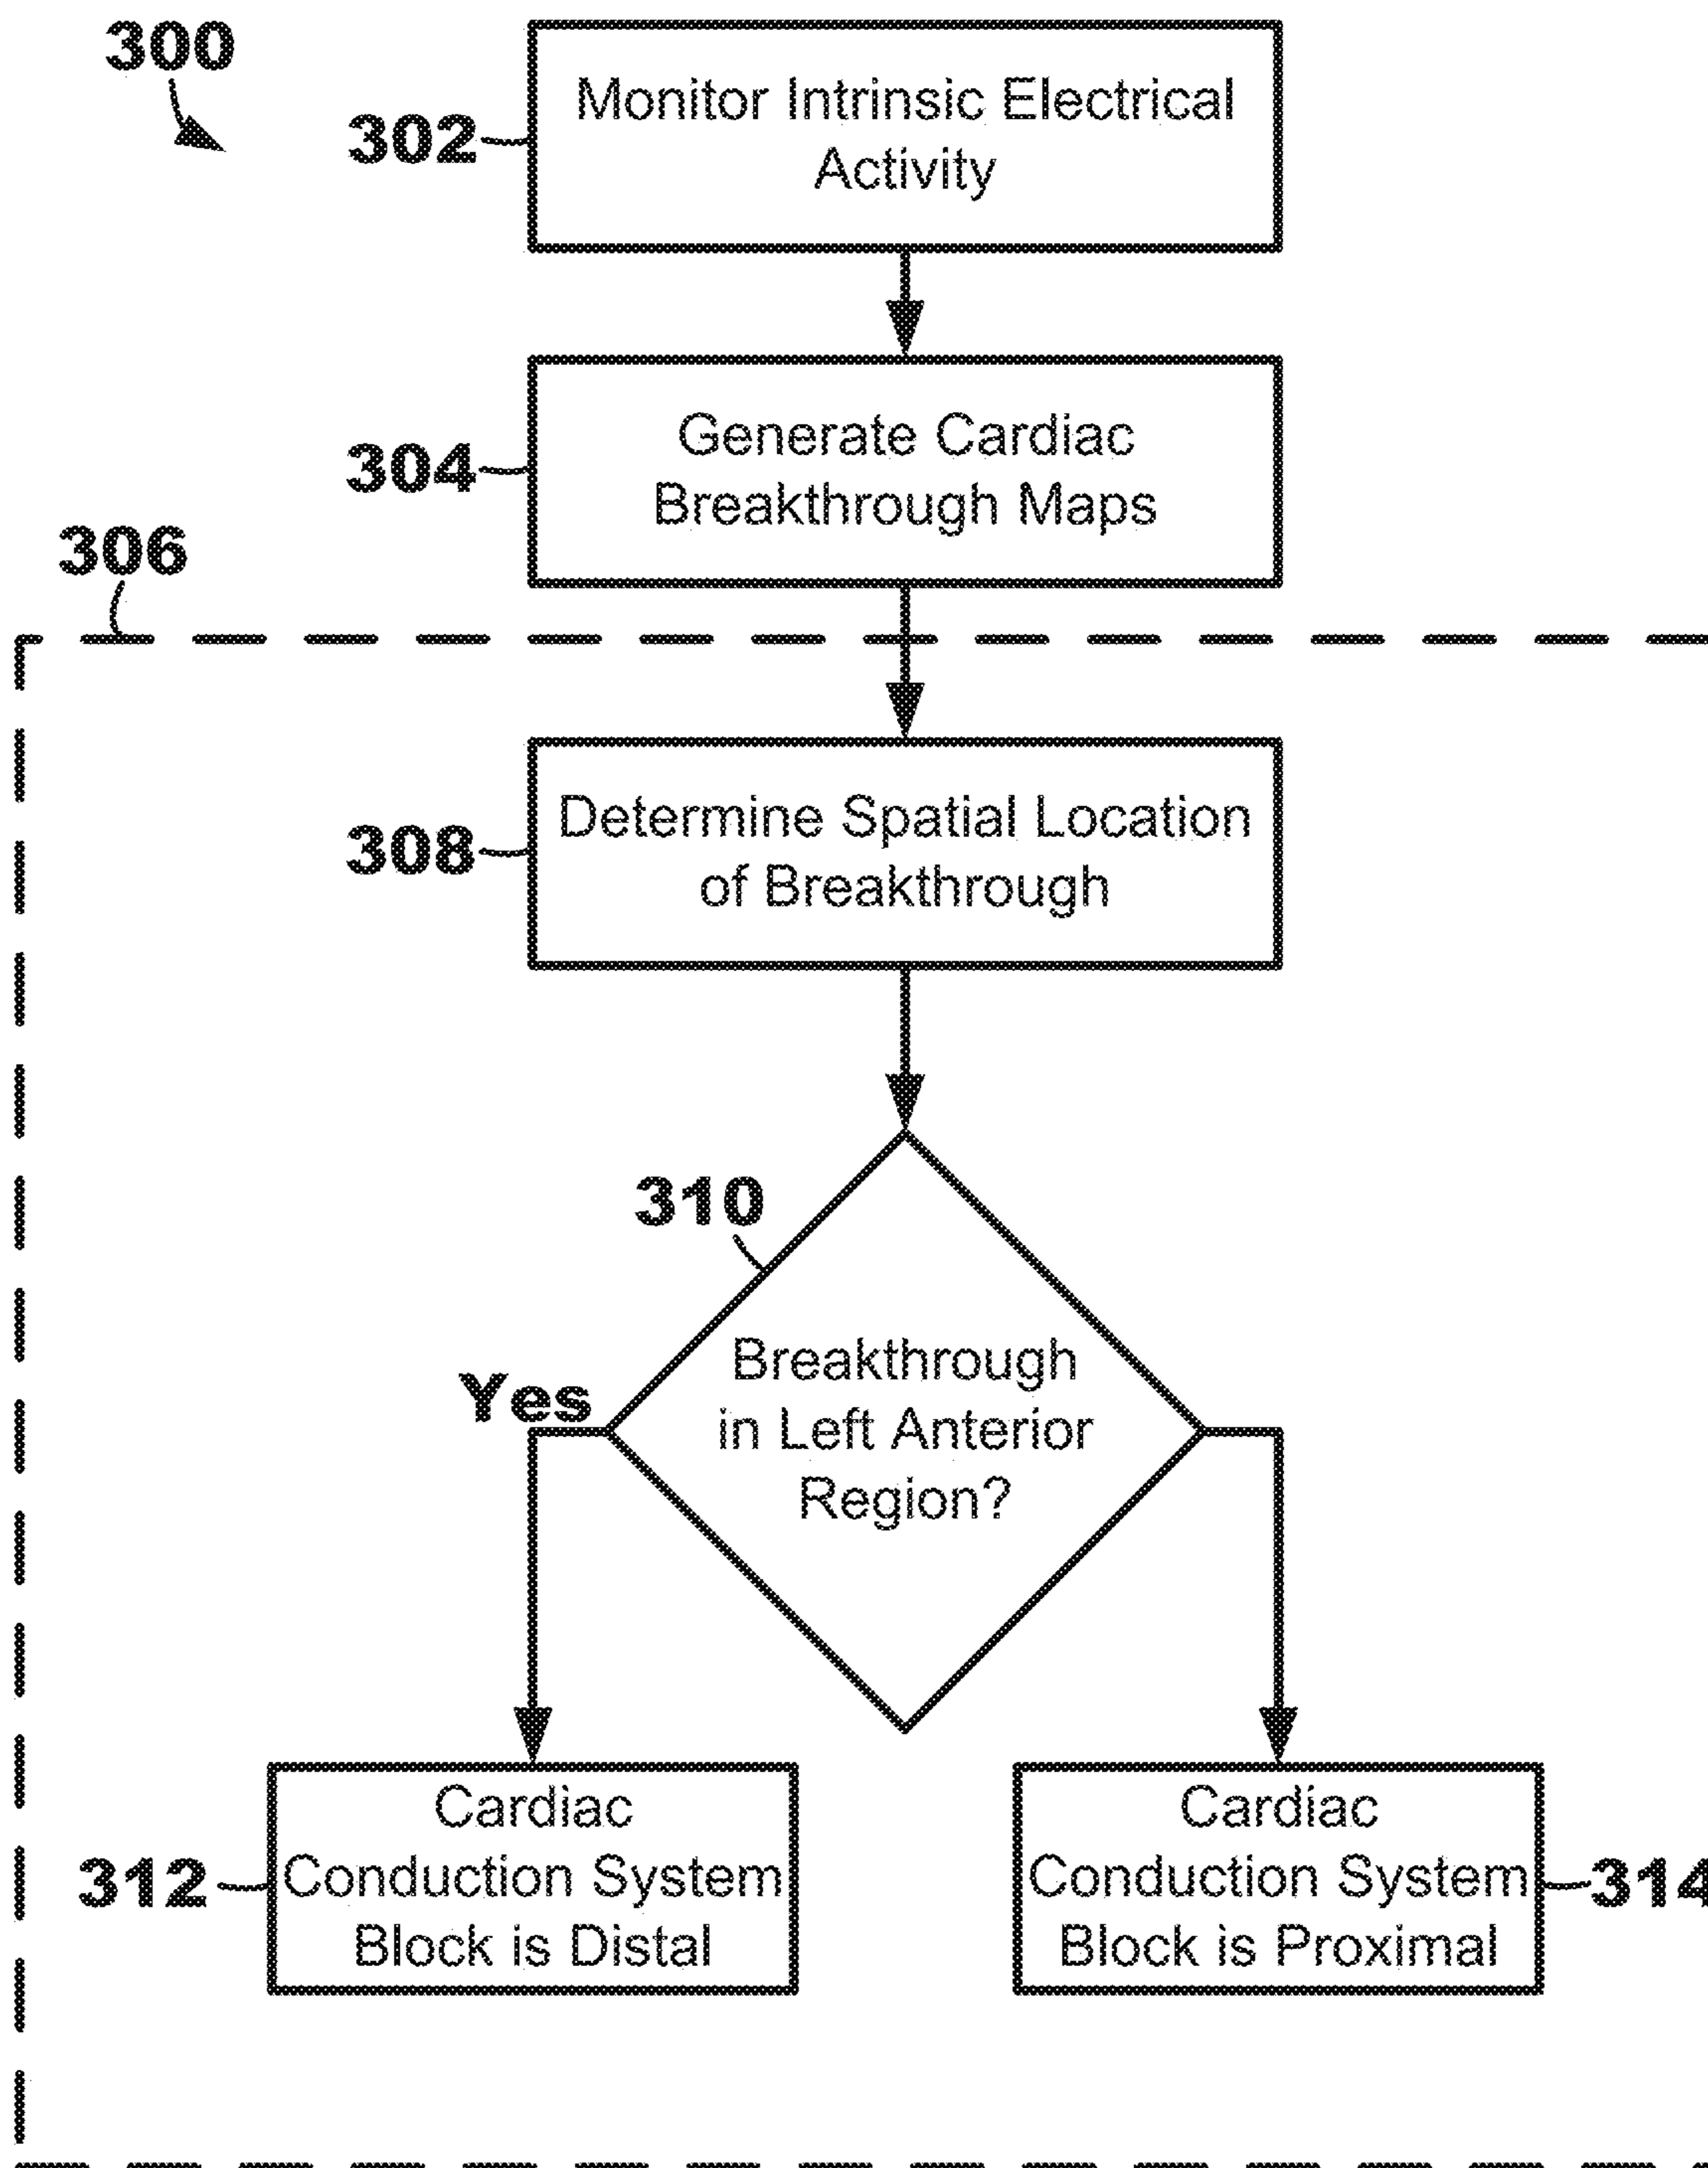 300
302
Monitor Intrinsic Electrical
Activity
304
Generate Cardiac
Breakthrough Maps
306
308
Determine Spatial Location
of Breakthrough
310
Breakthrough
in Left Anterior
Region?
Yes
312
Cardiac
Conduction System
Block is Distal
Cardiac
Conduction System
Block is Proximal
314